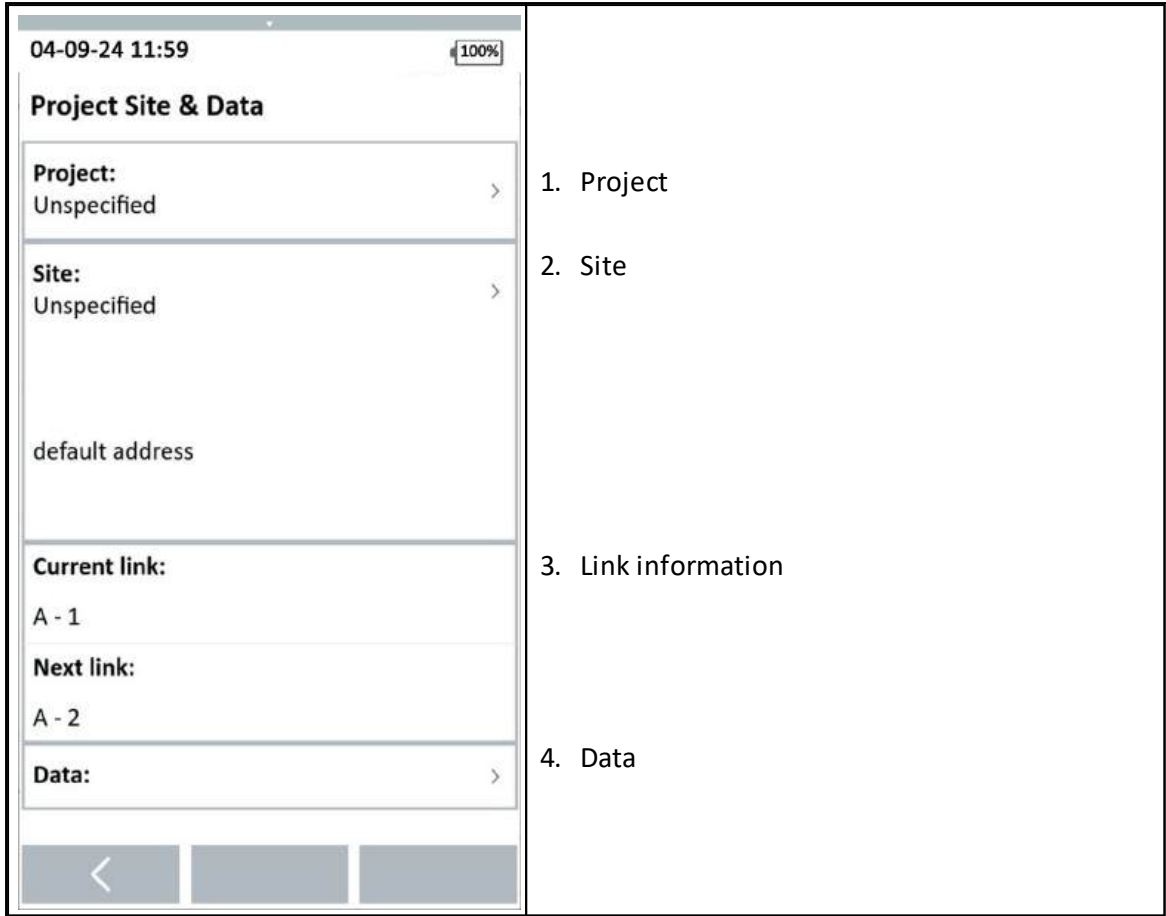 04-09-24 11:59
100%
Project Site & Data
Project:
Unspecified
Site:
Unspecified
default address
Current link:
A - 1
Next link:
A - 2
Data:
1. Project
2. Site
3. Link information
4. Data